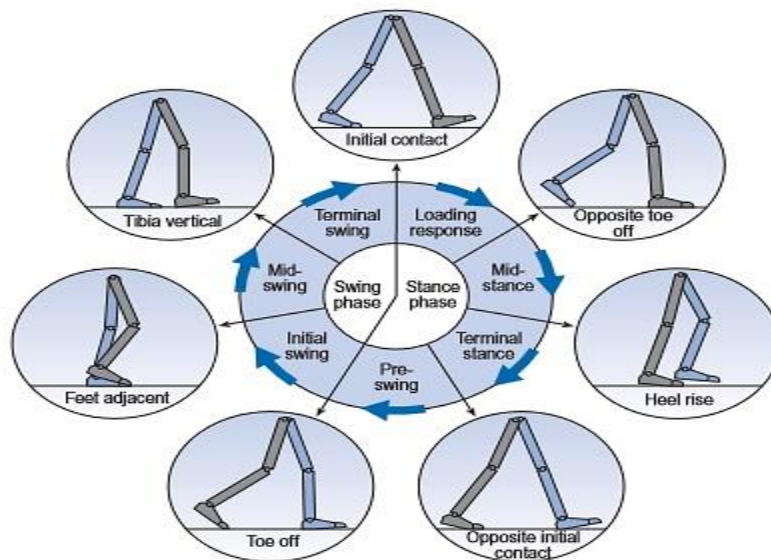 Initial contact
Tibia vertical
Opposite toe
off
Terminal
swing
Loading
response
Mid-
swing
Swing
phase
Stance
phase
Mid-
stance
Initial
swing
Terminal
stance
Pre-
swing
Feet adjacent
Heel rise
Toe off
Opposite initial
contact